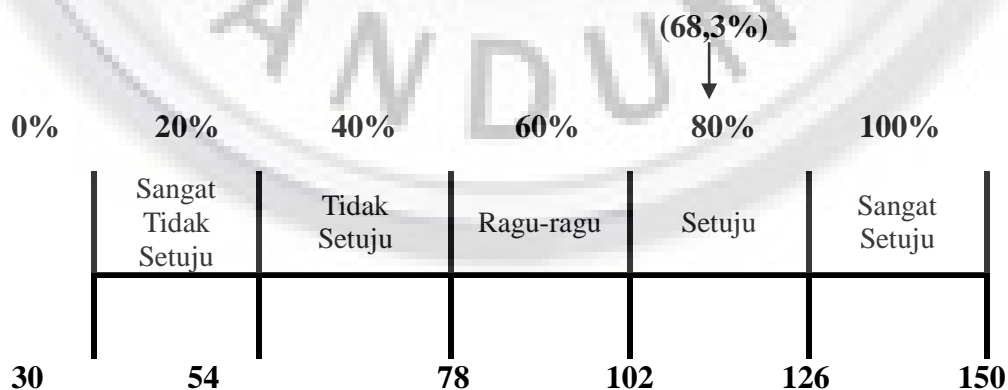 ANDUN
(68,3%)
0% 20% 40% 60% 80% 100%
Sangat
Tidak
Setuju
Tidak
Setuju
Ragu-ragu
Setuju
Sangat
Setuju
30 54 78 102 126 150